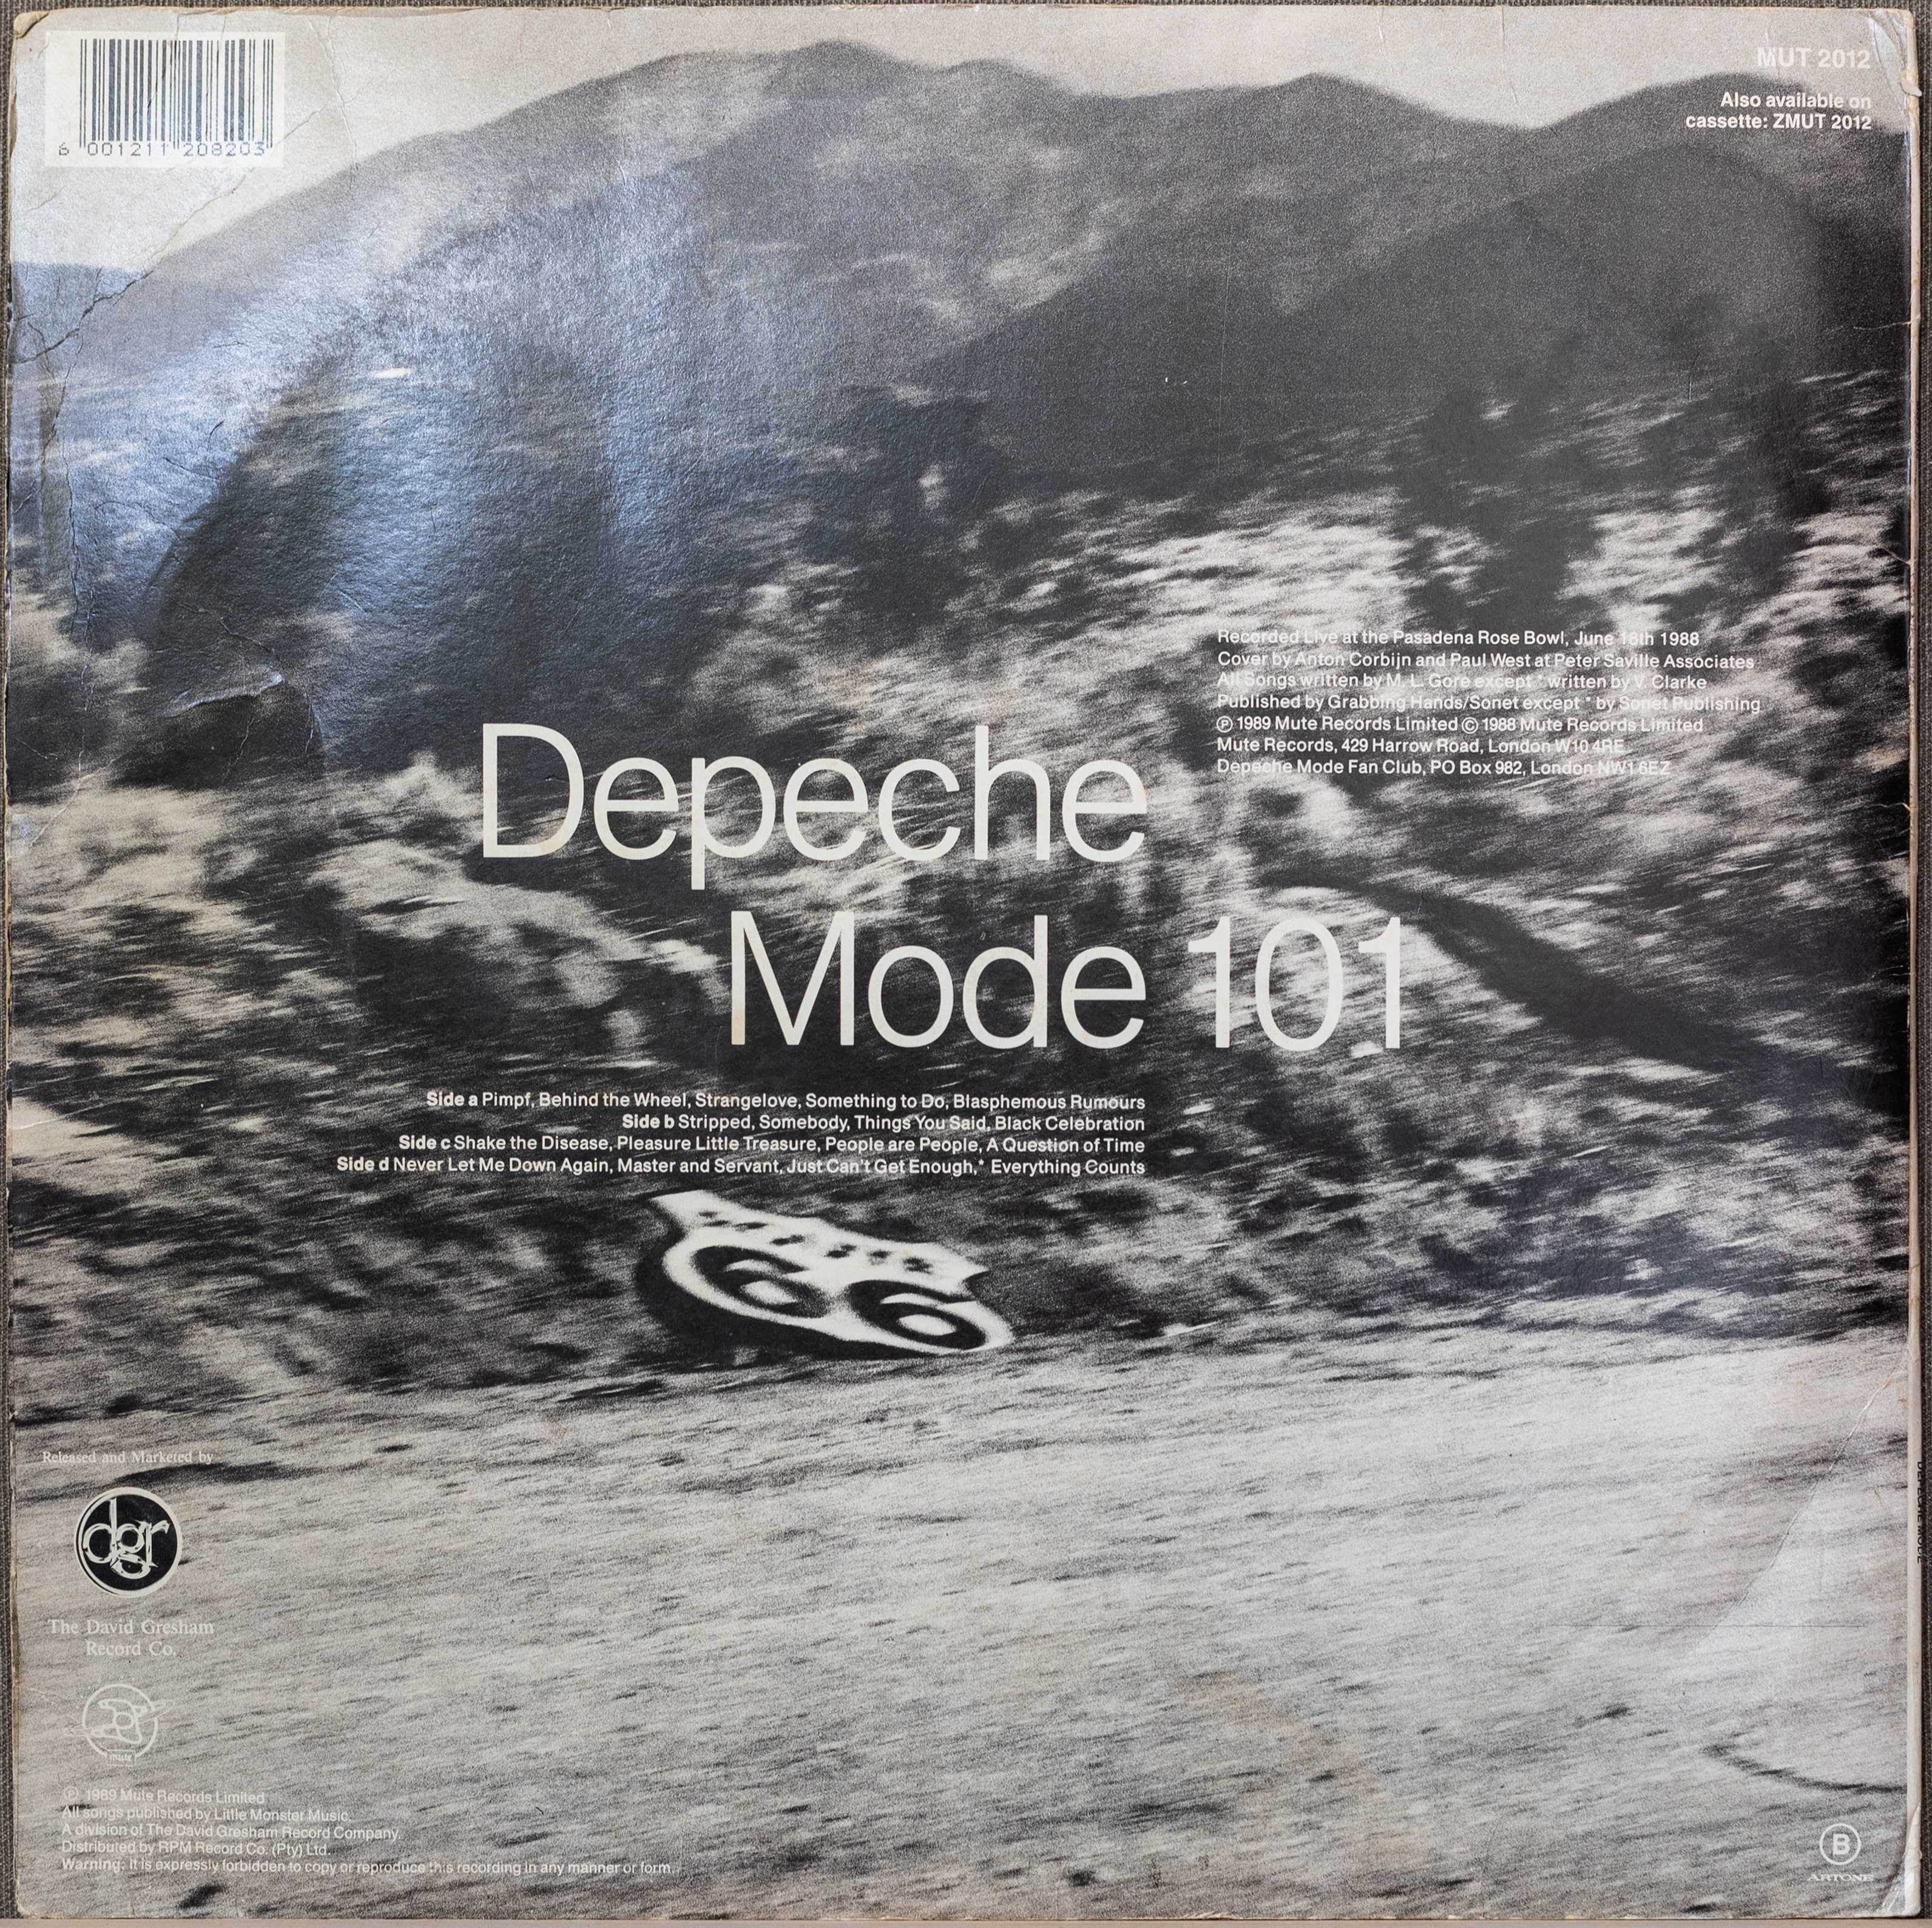 6 001211 208203
MUT 2012
Also available on
cassette: ZMUT 2012
Recorded Live at the Pasadena Rose Bowl, June 18th 1988
Cover by Anton Corbijn and Paul West at Peter Saville Associates
All Songs written by M. L. Gore except * written by V. Clarke
Published by Grabbing Hands/Sonet except * by Sonet Publishing
℗ 1989 Mute Records Limited © 1988 Mute Records Limited
Mute Records, 429 Harrow Road, London W10 4RE
Depeche Mode Fan Club, PO Box 982, London NW1 6EZ
Depeche
Mode 101
Side a Pimpf, Behind the Wheel, Strangelove, Something to Do, Blasphemous Rumours
Side b Stripped, Somebody, Things You Said, Black Celebration
Side c Shake the Disease, Pleasure Little Treasure, People are People, A Question of Time
Side d Never Let Me Down Again, Master and Servant, Just Can't Get Enough,* Everything Counts
66
Released and Marketed by
dgr
The David Gresham
Record Co.
mute
℗ 1989 Mute Records Limited
All songs published by Little Monster Music.
A division of The David Gresham Record Company.
Distributed by RPM Record Co. (Pty) Ltd.
Warning: It is expressly forbidden to copy or reproduce this recording in any manner or form.
B
ARTONE